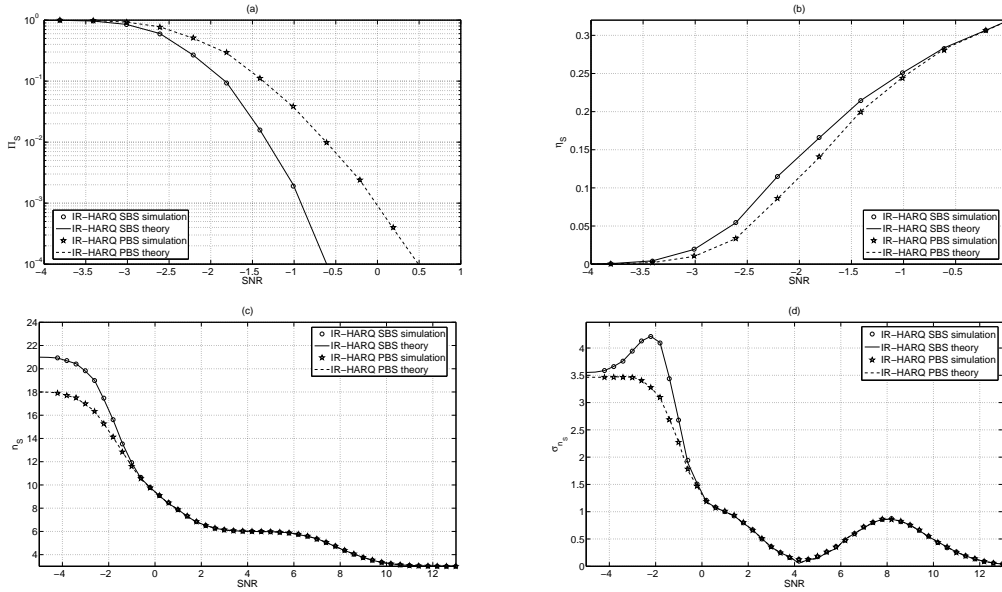 (a)
10^0
10^-1
10^-2
10^-3
10^-4
Π_S
IR−HARQ SBS simulation
IR−HARQ SBS theory
IR−HARQ PBS simulation
IR−HARQ PBS theory
−4 −3.5 −3 −2.5 −2 −1.5 −1 −0.5 0 0.5 1
SNR
(b)
0.3
0.25
0.2
0.15
0.1
0.05
0
η_S
IR−HARQ SBS simulation
IR−HARQ SBS theory
IR−HARQ PBS simulation
IR−HARQ PBS theory
−4 −3.5 −3 −2.5 −2 −1.5 −1 −0.5
SNR
(c)
24
22
20
18
16
14
12
10
8
6
4
n_S
IR−HARQ SBS simulation
IR−HARQ SBS theory
IR−HARQ PBS simulation
IR−HARQ PBS theory
−4 −2 0 2 4 6 8 10 12
SNR
(d)
4
3.5
3
2.5
2
1.5
1
0.5
0
σ_n_S
IR−HARQ SBS simulation
IR−HARQ SBS theory
IR−HARQ PBS simulation
IR−HARQ PBS theory
−4 −2 0 2 4 6 8 10 12
SNR